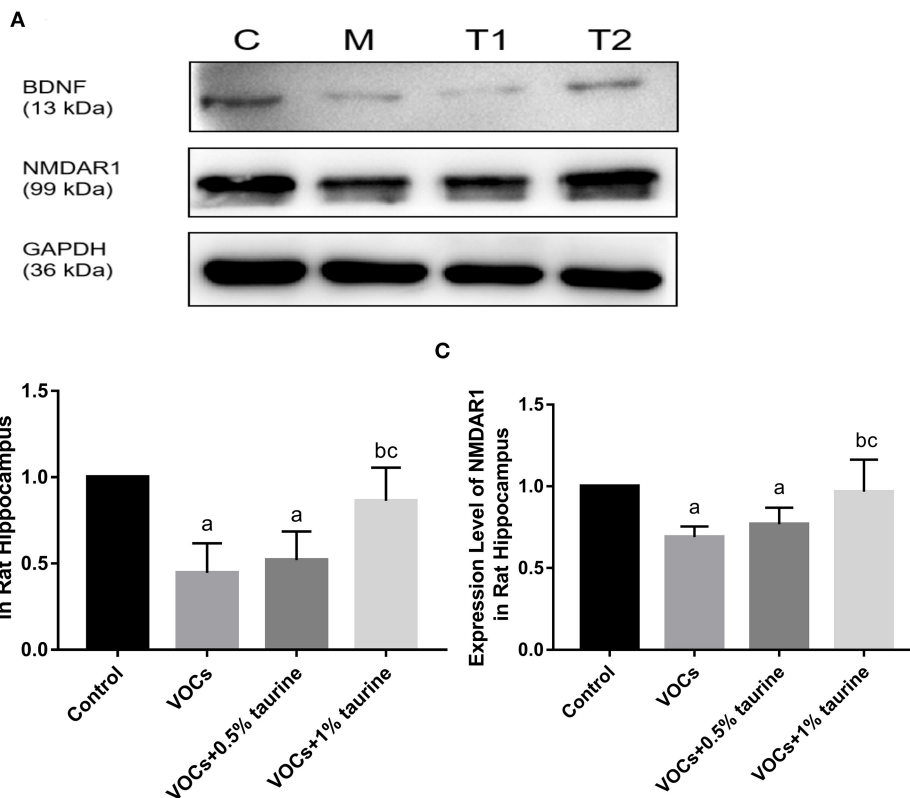 A
C M T1 T2
BDNF
(13 kDa)
NMDAR1
(99 kDa)
GAPDH
(36 kDa)
in Rat Hippocampus
1.5
1.0
0.5
0.0
a
a
bc
Control
VOCs
VOCs+0.5% taurine
VOCs+1% taurine
C
Expression Level of NMDAR1
in Rat Hippocampus
1.5
1.0
0.5
0.0
a
a
bc
Control
VOCs
VOCs+0.5% taurine
VOCs+1% taurine